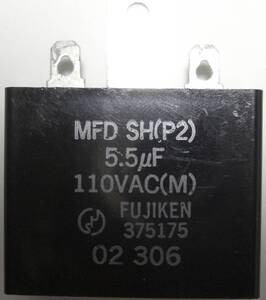 MFD SH(P2)
5.5µF
110VAC(M)
FUJIKEN
375175
02 306